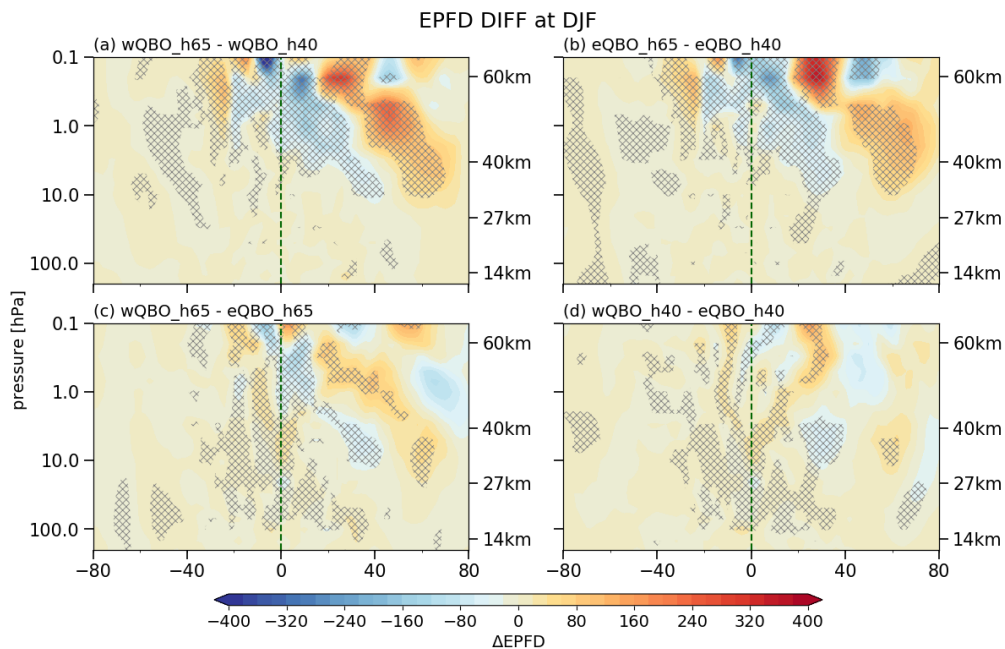 EPFD DIFF at DJF
(a) wQBO_h65 - wQBO_h40
(b) eQBO_h65 - eQBO_h40
0.1
1.0
10.0
100.0
60km
40km
27km
14km
60km
40km
27km
14km
(c) wQBO_h65 - eQBO_h65
(d) wQBO_h40 - eQBO_h40
pressure [hPa]
0.1
1.0
10.0
100.0
60km
40km
27km
14km
60km
40km
27km
14km
−80 −40 0 40 80
−80 −40 0 40 80
−400 −320 −240 −160 −80 0 80 160 240 320 400
ΔEPFD